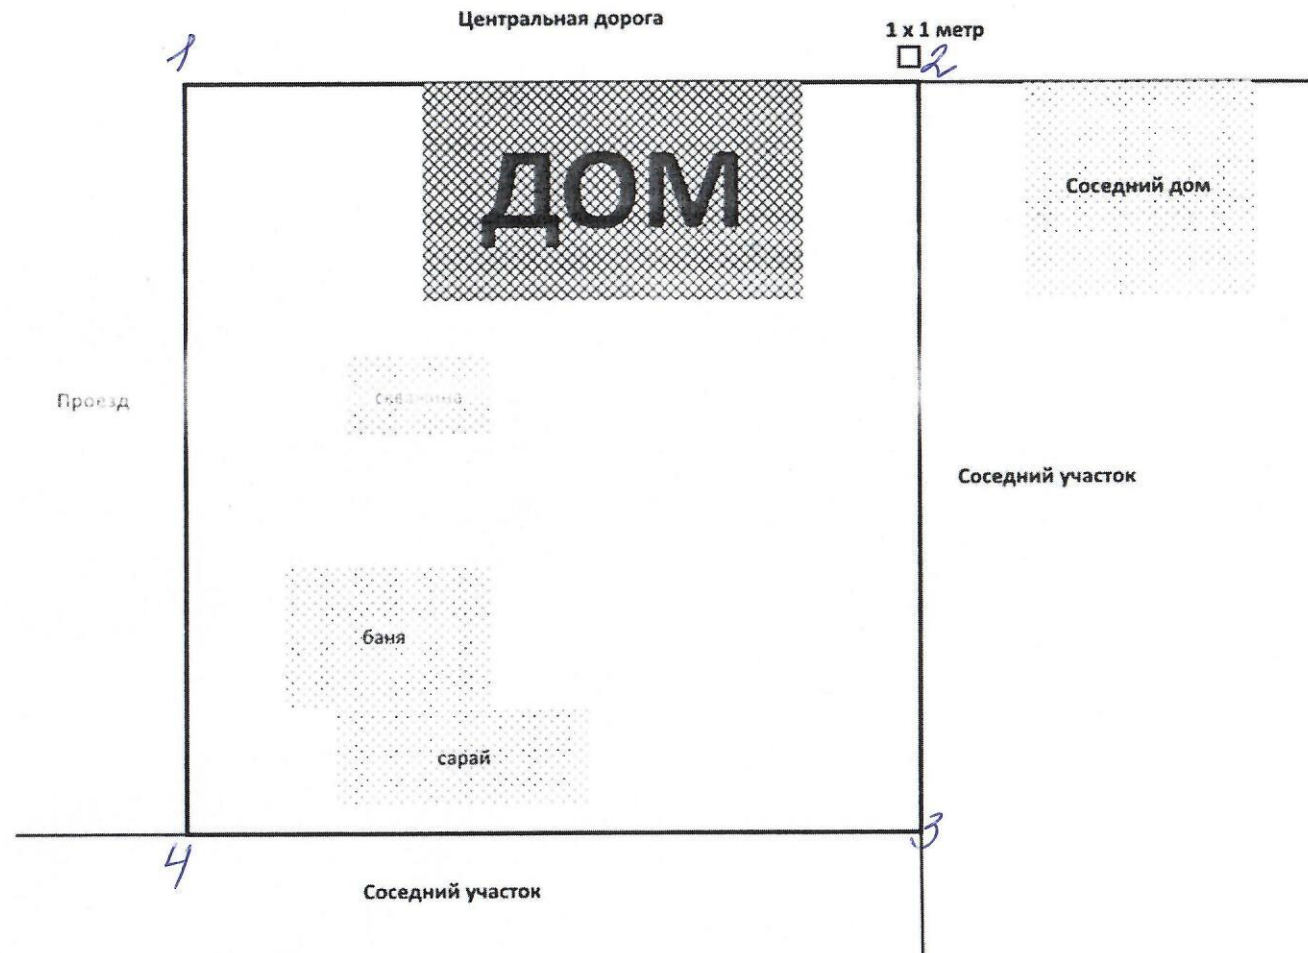 Центральная дорога
1 x 1 метр
1
2
ДОМ
Соседний дом
Проезд
скважина
Соседний участок
баня
сарай
3
4
Соседний участок